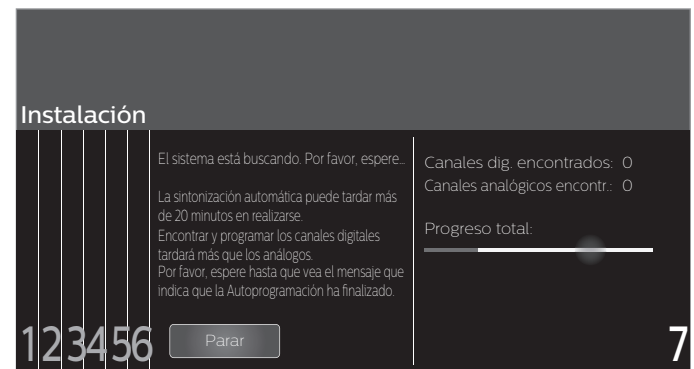 Instalación
El sistema está buscando. Por favor, espere...
La sintonización automática puede tardar más
de 20 minutos en realizarse.
Encontrar y programar los canales digitales
tardará más que los análogos.
Por favor, espere hasta que vea el mensaje que
indica que la Autoprogramación ha finalizado.
Parar
Canales dig. encontrados: 0
Canales analógicos encontr.: 0
Progreso total:
1 2 3 4 5 6
7